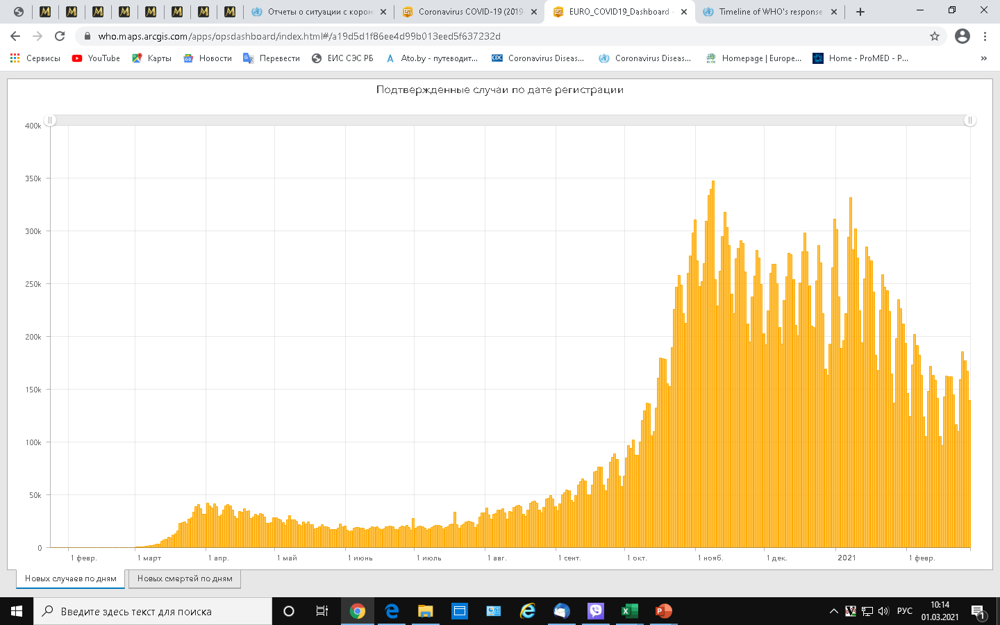 Отчеты о ситуации с корон
Coronavirus COVID-19 (2019-
EURO_COVID19_Dashboard -
Timeline of WHO's response
who.maps.arcgis.com/apps/opsdashboard/index.html#/a19d5d1f86ee4d99b013eed5f637232d
Сервисы
YouTube
Карты
Новости
Перевести
ЕИС СЭС РБ
Ato.by - путеводит...
CDC
Coronavirus Diseas...
Coronavirus Diseas...
Homepage | Europe...
Home - ProMED - P...
Подтвержденные случаи по дате регистрации
400k
350k
300k
250k
200k
150k
100k
50k
0
1 февр.
1 март
1 апр.
1 май
1 июнь
1 июль
1 авг.
1 сент.
1 окт.
1 нояб.
1 дек.
2021
1 февр.
Новых случаев по дням
Новых смертей по дням
Введите здесь текст для поиска
РУС
10:14
01.03.2021
1